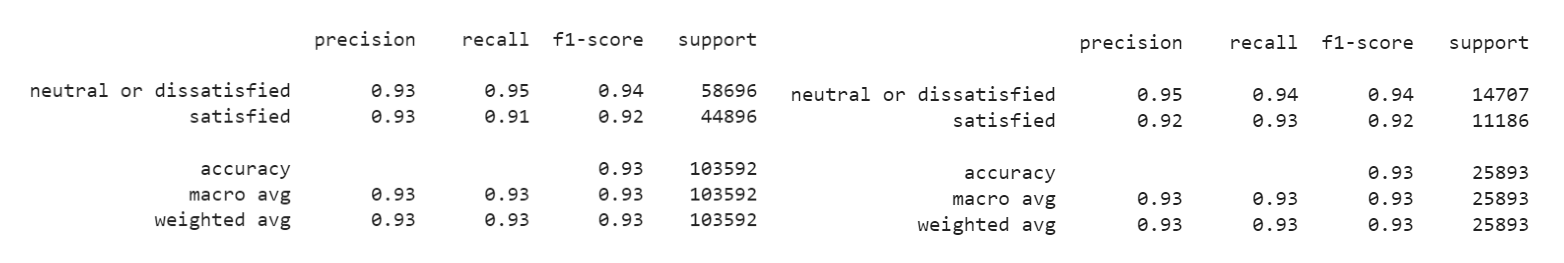 precision recall f1-score support
neutral or dissatisfied 0.93 0.95 0.94 58696
satisfied 0.93 0.91 0.92 44896
accuracy 0.93 103592
macro avg 0.93 0.93 0.93 103592
weighted avg 0.93 0.93 0.93 103592
precision recall f1-score support
neutral or dissatisfied 0.95 0.94 0.94 14707
satisfied 0.92 0.93 0.92 11186
accuracy 0.93 25893
macro avg 0.93 0.93 0.93 25893
weighted avg 0.93 0.93 0.93 25893